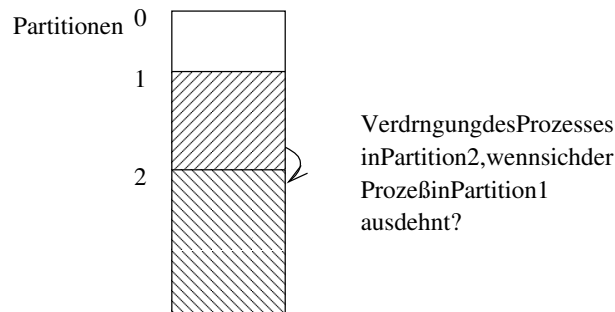 Partitionen 0
1
2
VerdrngungdesProzesses
inPartition2,wennsichder
ProzeßinPartition1
ausdehnt?